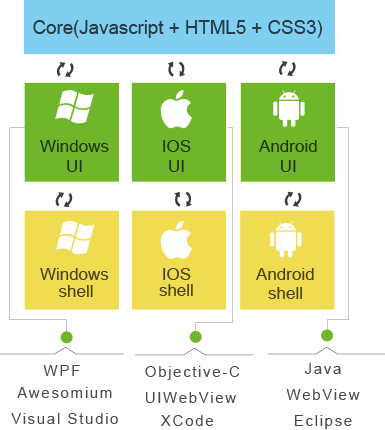 Core(Javascript + HTML5 + CSS3)
Windows
UI
IOS
UI
Android
UI
Windows
shell
IOS
shell
Android
shell
WPF
Awesomium
Visual Studio
Objective-C
UIWebView
XCode
Java
WebView
Eclipse